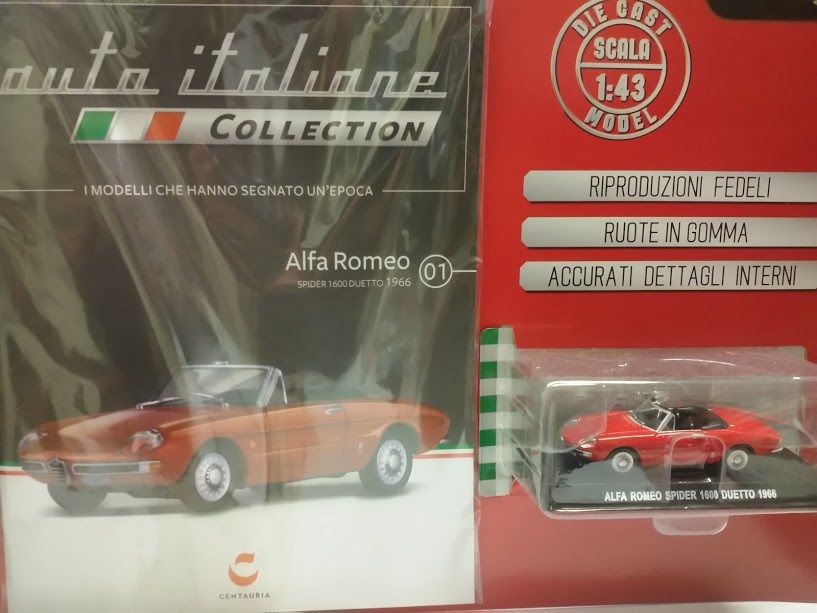 auto italiane
COLLECTION
I MODELLI CHE HANNO SEGNATO UN'EPOCA
Alfa Romeo
SPIDER 1600 DUETTO 1966
01
CENTAURIA
DIE CAST
SCALA
1:43
MODEL
RIPRODUZIONI FEDELI
RUOTE IN GOMMA
ACCURATI DETTAGLI INTERNI
ALFA ROMEO SPIDER 1600 DUETTO 1966